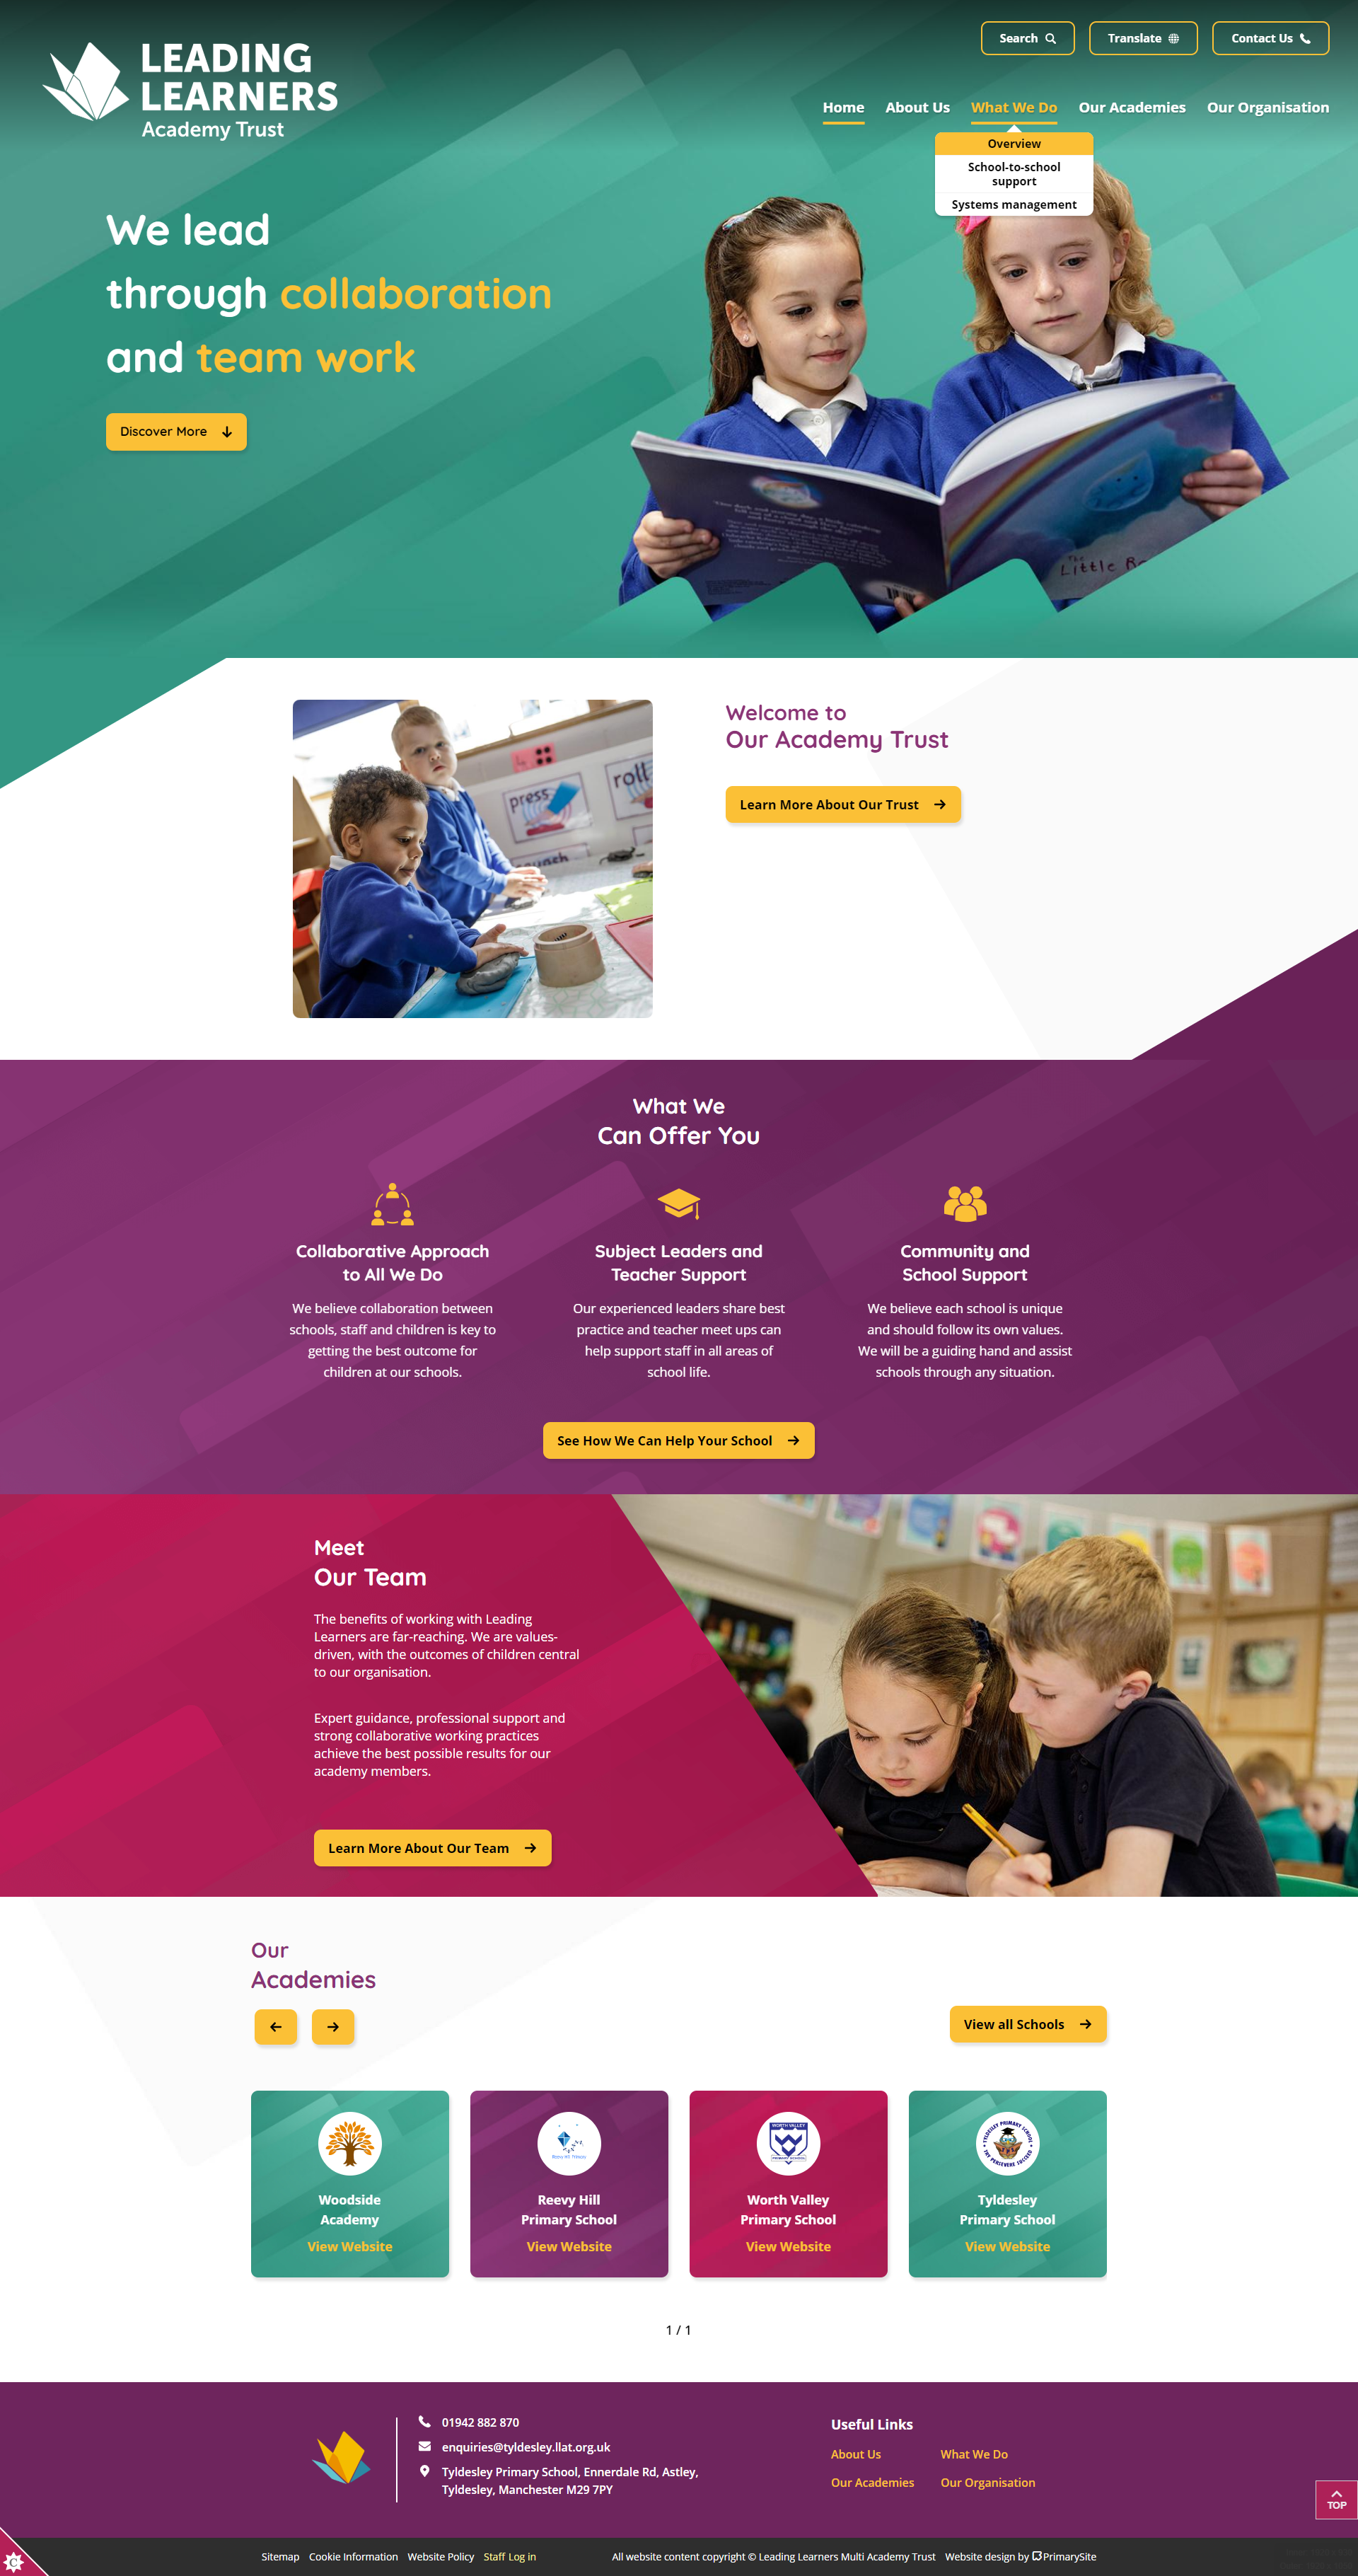 LEADING
LEARNERS
Academy Trust
Search
Translate
Contact Us
Home
About Us
What We Do
Our Academies
Our Organisation
Overview
School-to-school
support
Systems management
We lead
through collaboration
and team work
Discover More
The
Little
press
roll
Welcome to
Our Academy Trust
Learn More About Our Trust
What We
Can Offer You
Collaborative Approach
to All We Do
We believe collaboration between
schools, staff and children is key to
getting the best outcome for
children at our schools.
Subject Leaders and
Teacher Support
Our experienced leaders share best
practice and teacher meet ups can
help support staff in all areas of
school life.
Community and
School Support
We believe each school is unique
and should follow its own values.
We will be a guiding hand and assist
schools through any situation.
See How We Can Help Your School
Meet
Our Team
The benefits of working with Leading
Learners are far-reaching. We are values-
driven, with the outcomes of children central
to our organisation.
Expert guidance, professional support and
strong collaborative working practices
achieve the best possible results for our
academy members.
Learn More About Our Team
Our
Academies
View all Schools
Woodside
Academy
View Website
Reevy Hill
Primary School
View Website
WORTH VALLEY
PRIMARY SCHOOL
Worth Valley
Primary School
View Website
TYLDESLEY PRIMARY SCHOOL
Tyldesley
Primary School
View Website
1 / 1
01942 882 870
enquiries@tyldesley.llat.org.uk
Tyldesley Primary School, Ennerdale Rd, Astley,
Tyldesley, Manchester M29 7PY
Useful Links
About Us
What We Do
Our Academies
Our Organisation
TOP
Sitemap
Cookie Information
Website Policy
Staff Log in
All website content copyright © Leading Learners Multi Academy Trust
Website design by PrimarySite